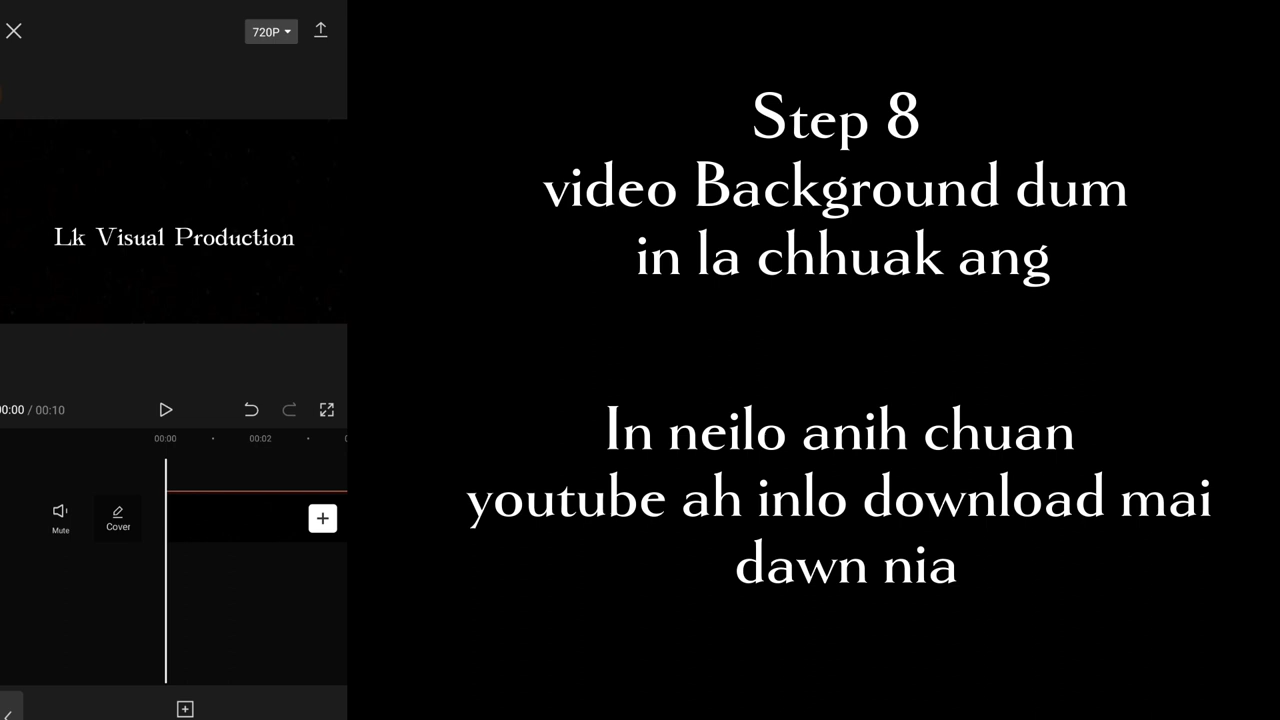 720P
Lk Visual Production
00:00 / 00:10
00:00
00:02
Mute
Cover
Step 8
video Background dum
in la chhuak ang
In neilo anih chuan
youtube ah inlo download mai
dawn nia